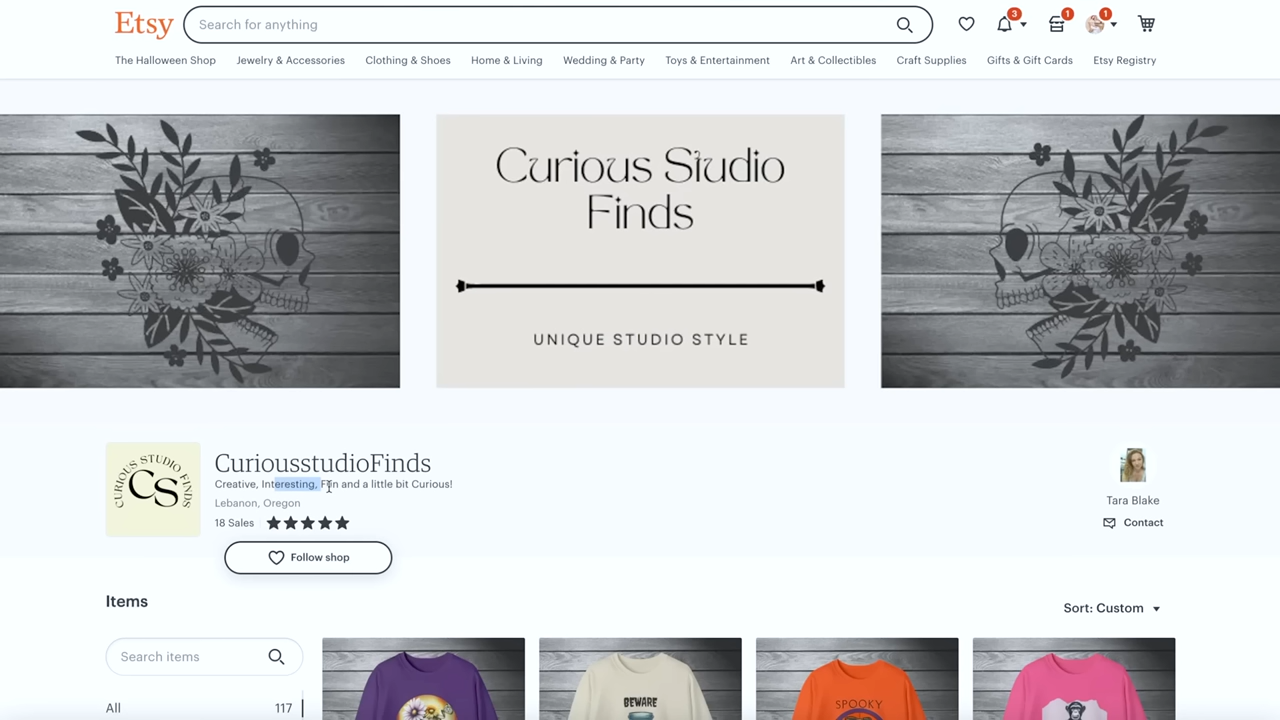 Etsy
Search for anything
3
1
1
The Halloween Shop Jewelry & Accessories Clothing & Shoes Home & Living Wedding & Party Toys & Entertainment Art & Collectibles Craft Supplies Gifts & Gift Cards Etsy Registry
Curious Studio
Finds
UNIQUE STUDIO STYLE
CURIOUS STUDIO FINDS
CS
CuriousstudioFinds
Creative, Interesting, Fun and a little bit Curious!
Lebanon, Oregon
18 Sales
Follow shop
Tara Blake
Contact
Items
Sort: Custom
Search items
All 117
BEWARE
SPOOKY